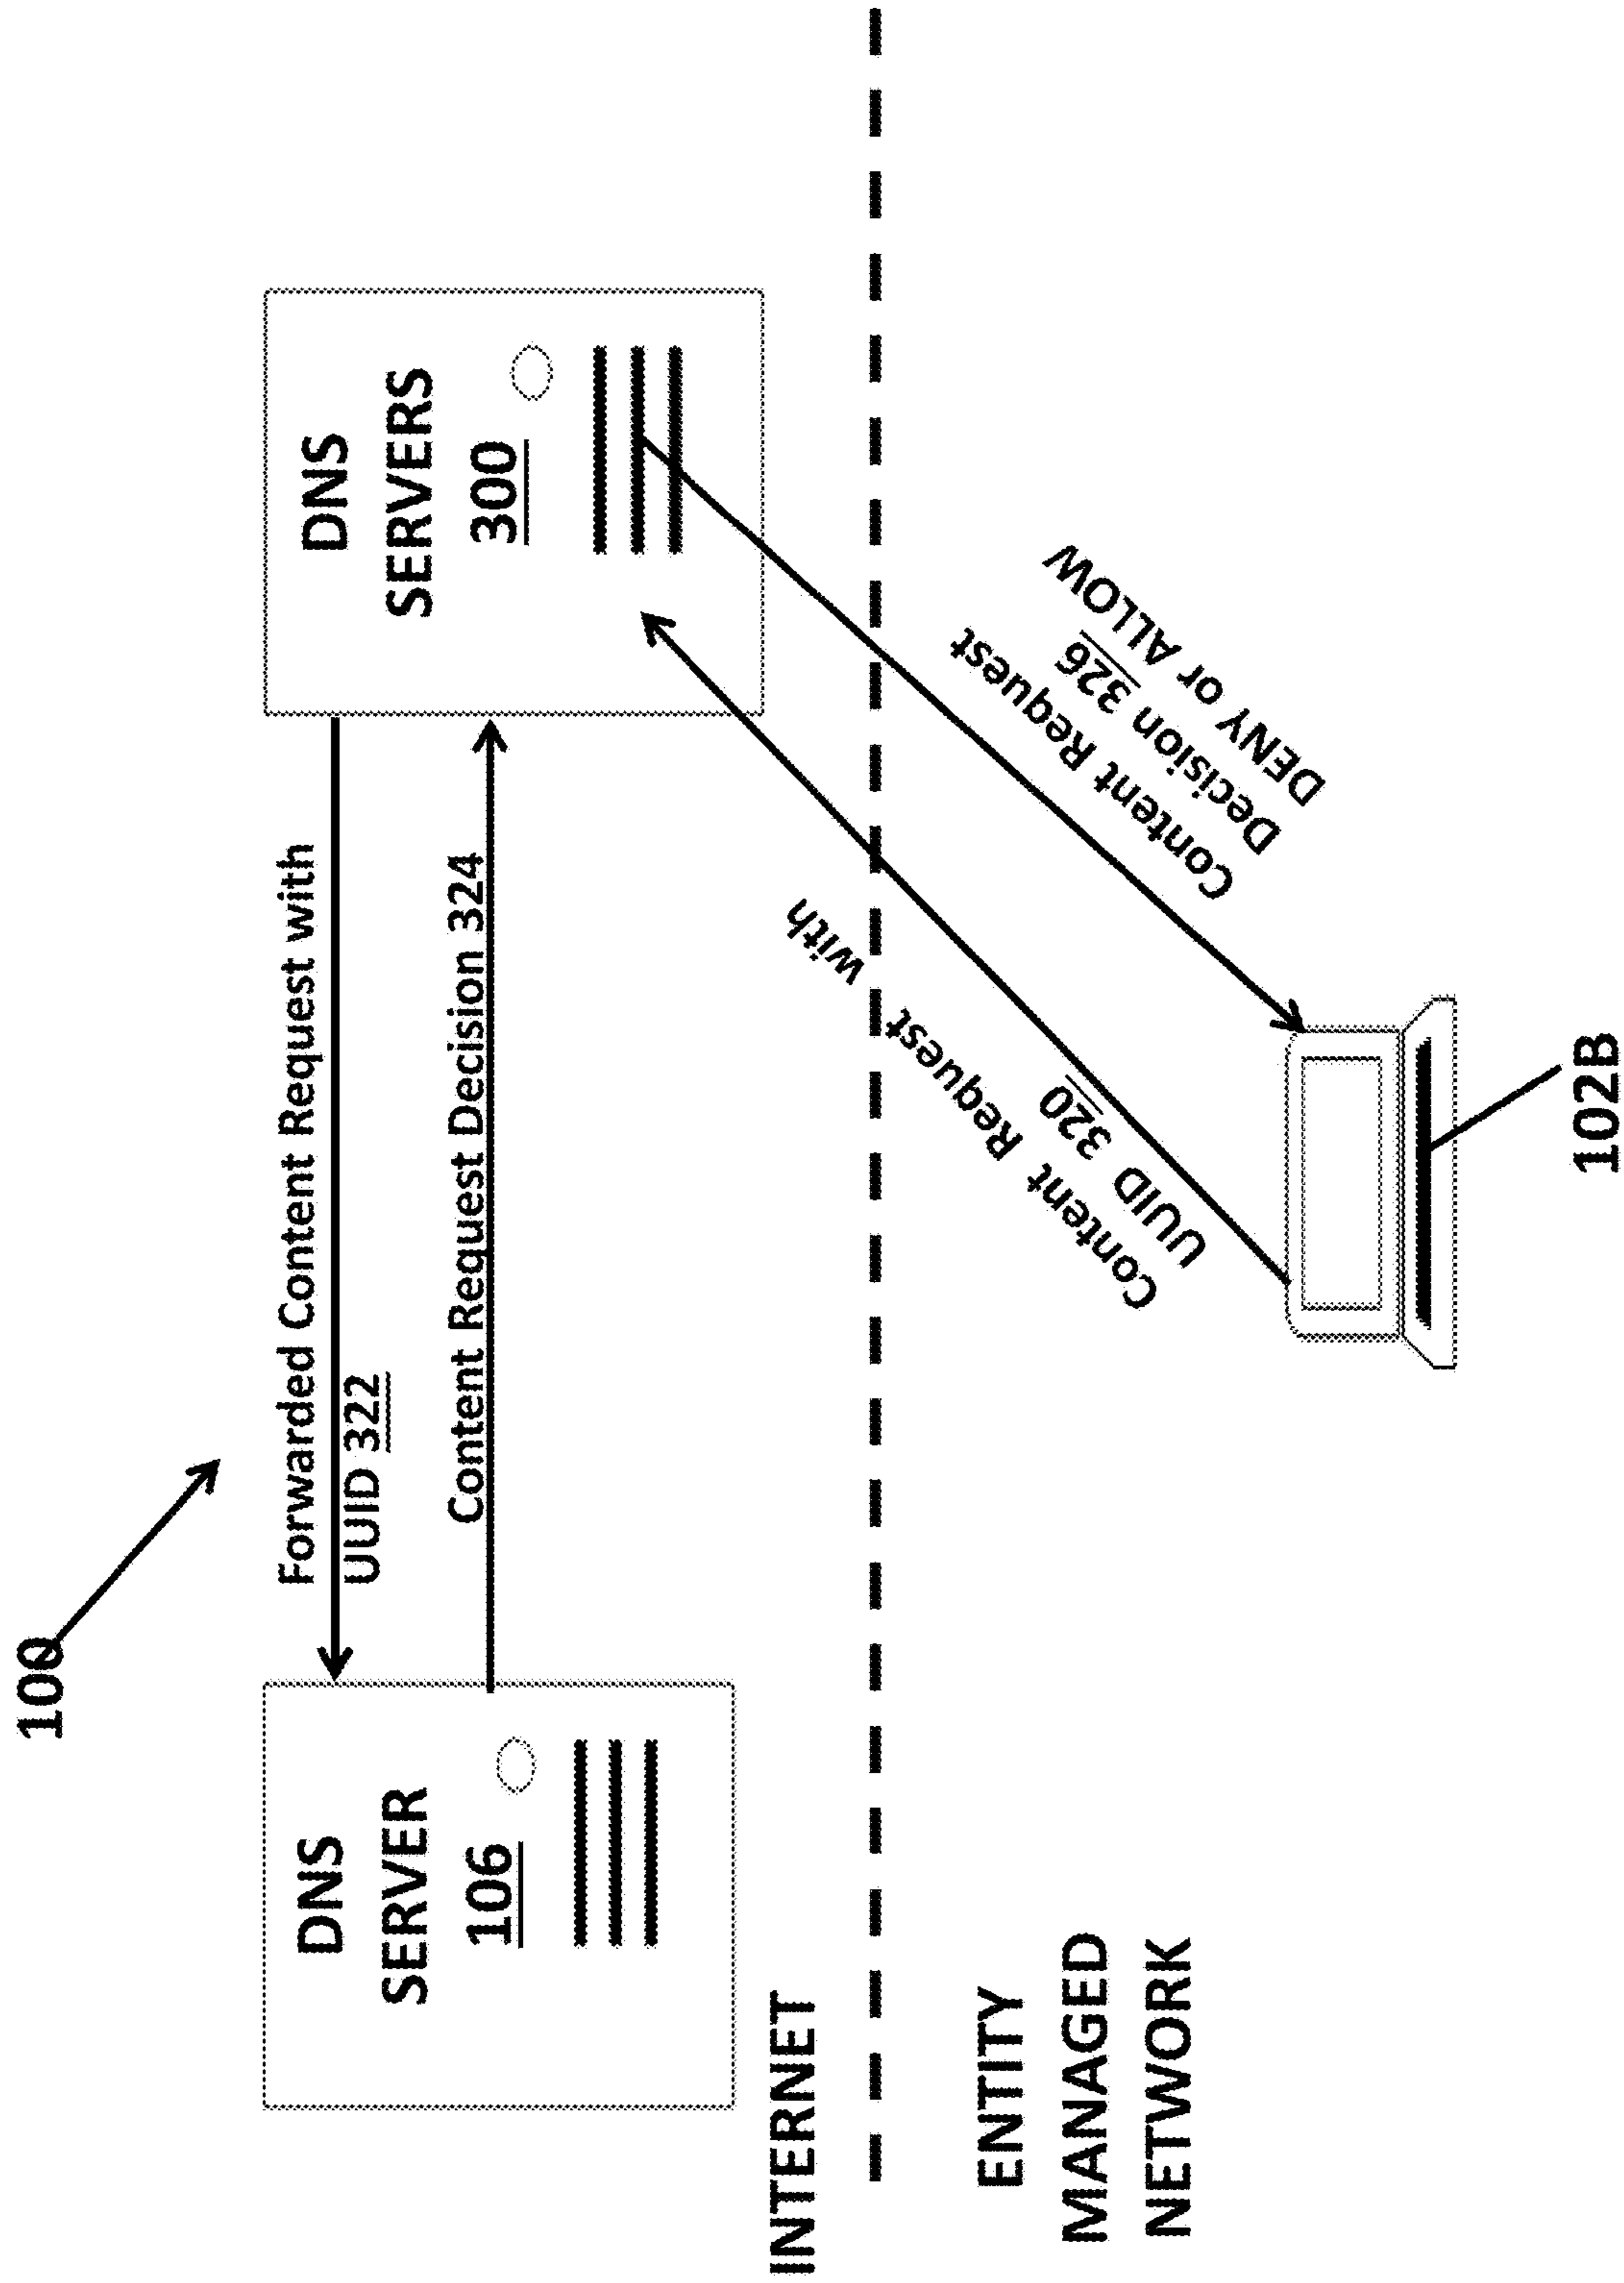 100
DNS
SERVER
106
Forwarded Content Request with
UUID 322
Content Request Decision 324
DNS
SERVERS
300
INTERNET
ENTITY
MANAGED
NETWORK
Content Request with
UUID 320
Content Request
Decision 326
DENY or ALLOW
102B